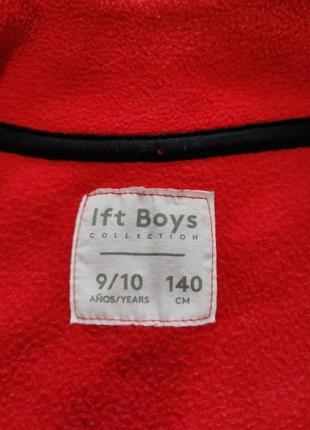 lft Boys
COLLECTION
9/10 140
AÑOS/YEARS CM